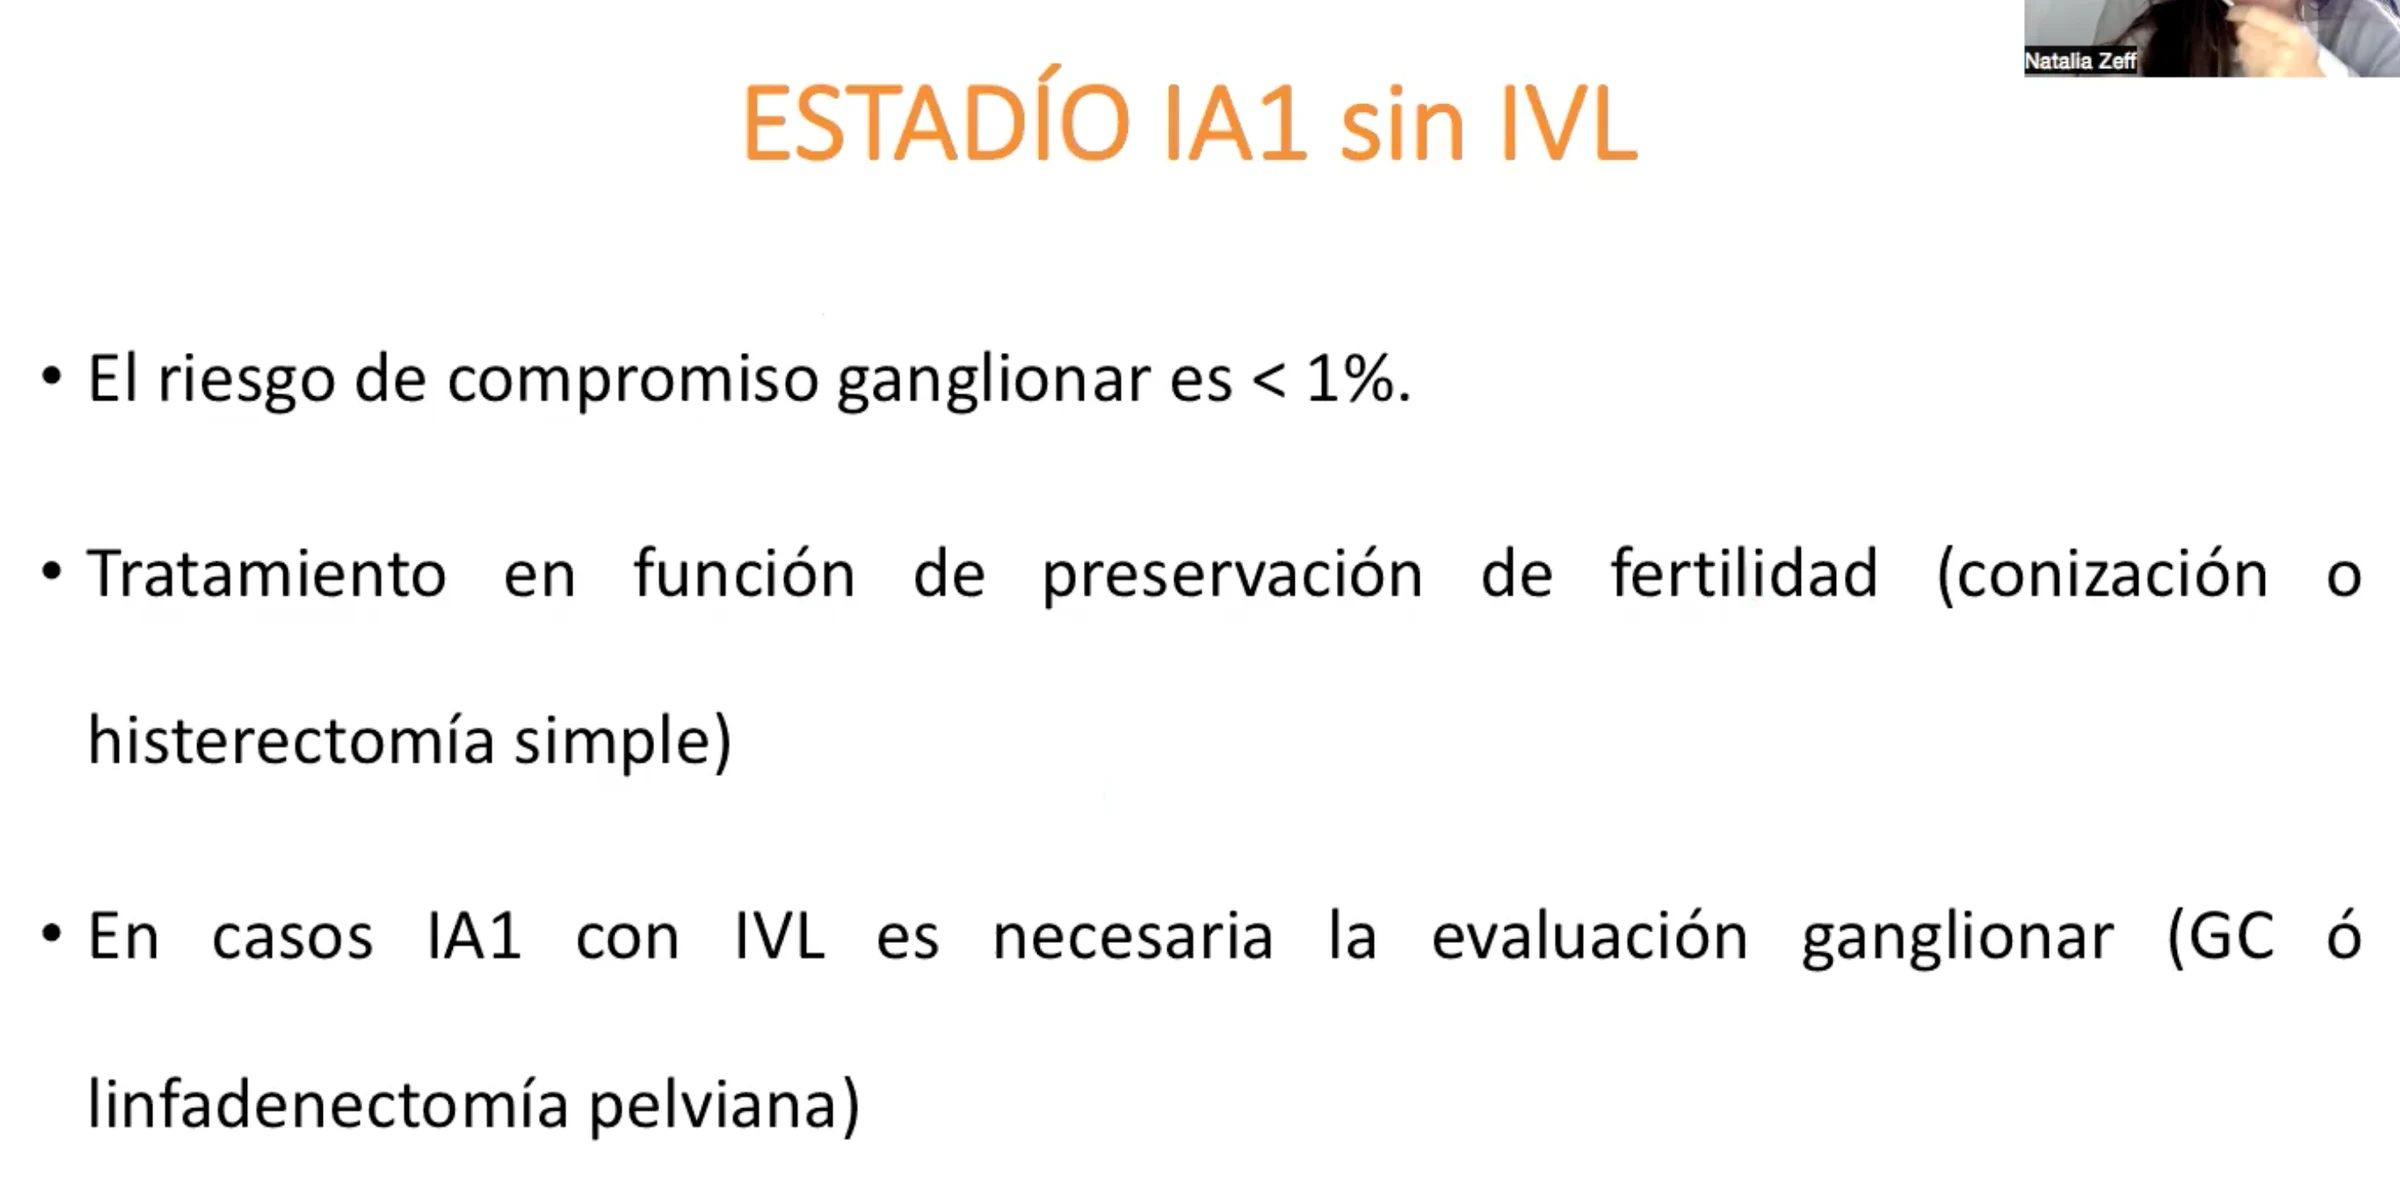 Natalia Zeff
ESTADÍO IA1 sin IVL
• El riesgo de compromiso ganglionar es < 1%.
• Tratamiento en función de preservación de fertilidad (conización o
histerectomía simple)
• En casos IA1 con IVL es necesaria la evaluación ganglionar (GC ó
linfadenectomía pelviana)